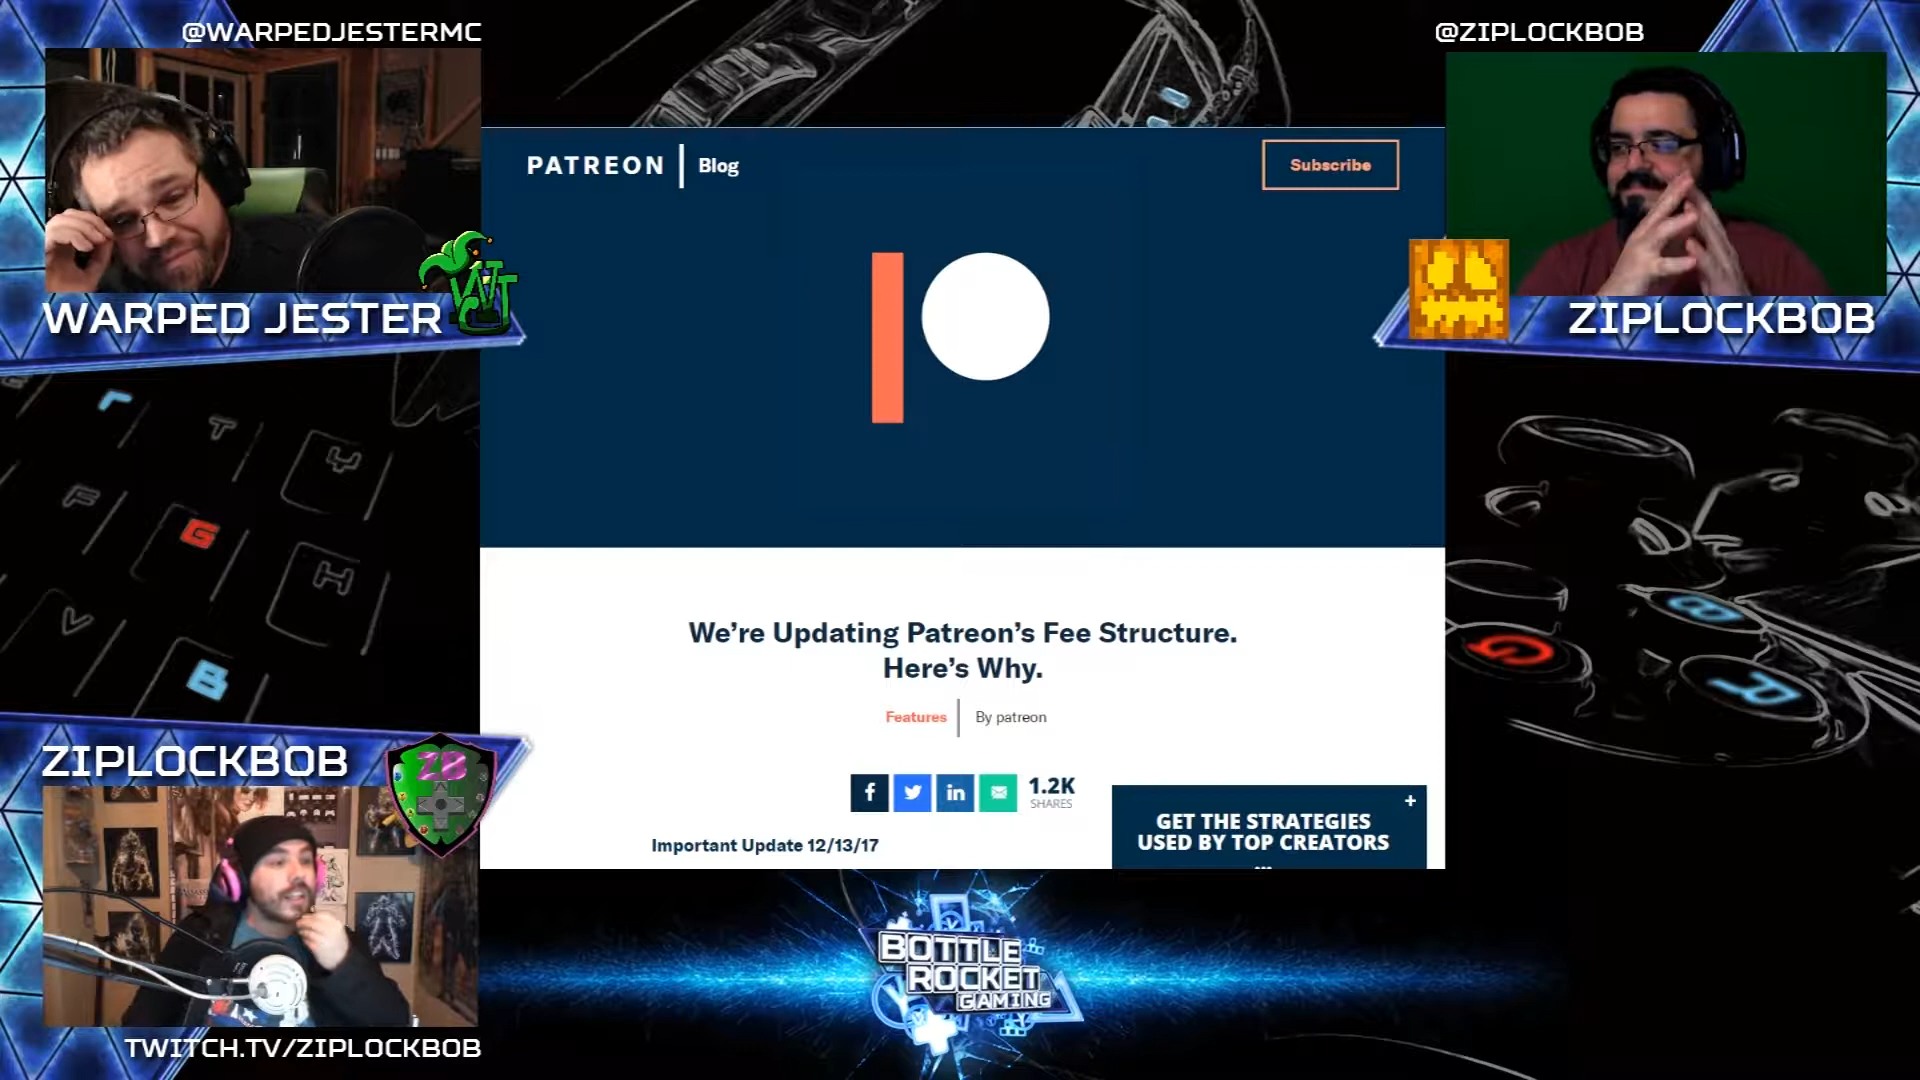 @WARPEDJESTERMC
@ZIPLOCKBOB
PATREON | Blog
Subscribe
WARPED JESTER
WJ
ZIPLOCKBOB
T
Y
F
G
H
V
B
B
G
R
We’re Updating Patreon’s Fee Structure.
Here’s Why.
Features | By patreon
f
in
1.2K
SHARES
Important Update 12/13/17
+
GET THE STRATEGIES
USED BY TOP CREATORS
...
ZIPLOCKBOB
ZB
BOTTLE
ROCKET
GAMING
TWITCH.TV/ZIPLOCKBOB